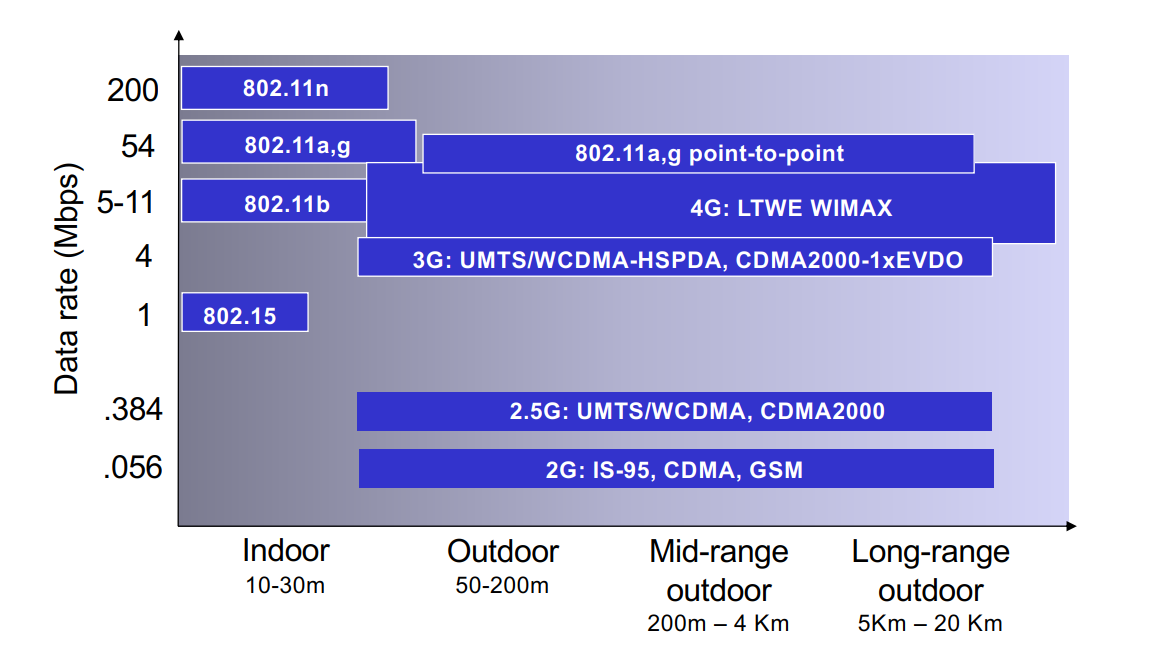 200
802.11n
54
802.11a,g
802.11a,g point-to-point
Data rate (Mbps)
5-11
802.11b
4G: LTWE WIMAX
4
3G: UMTS/WCDMA-HSPDA, CDMA2000-1xEVDO
1
802.15
.384
2.5G: UMTS/WCDMA, CDMA2000
.056
2G: IS-95, CDMA, GSM
Indoor
10-30m
Outdoor
50-200m
Mid-range
outdoor
200m – 4 Km
Long-range
outdoor
5Km – 20 Km